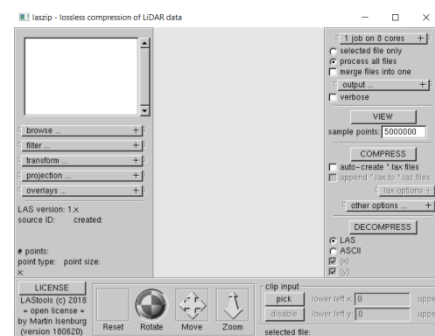 laszip - lossless compression of LiDAR data
browse ...
filter ...
transform ...
projection ...
overlays ...
LAS version: 1.x
source ID: created:
# points:
point type: point size:
x:
LICENSE
LAStools (c) 2018
= open license =
by Martin Isenburg
(version 180620)
Reset Rotate Move Zoom
1 job on 8 cores
selected file only
process all files
merge files into one
output ...
verbose
VIEW
sample points: 5000000
COMPRESS
auto-create *.lax files
append *.lax to *.laz files
lax options
other options ...
DECOMPRESS
LAS
ASCII
(x)
(y)
clip input
pick lower left x: 0 uppe
disable lower left y: 0 uppe
selected file: